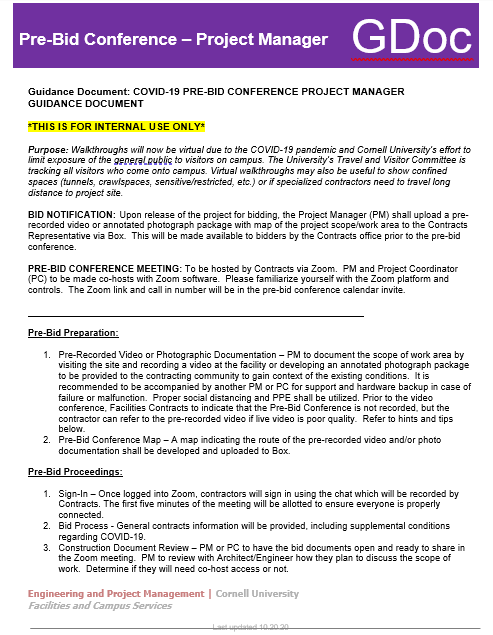 Pre-Bid Conference – Project Manager
GDoc
Guidance Document: COVID-19 PRE-BID CONFERENCE PROJECT MANAGER
GUIDANCE DOCUMENT
*THIS IS FOR INTERNAL USE ONLY*
Purpose: Walkthroughs will now be virtual due to the COVID-19 pandemic and Cornell University's effort to
limit exposure of the general public to visitors on campus. The University's Travel and Visitor Committee is
tracking all visitors who come onto campus. Virtual walkthroughs may also be useful to show confined
spaces (tunnels, crawlspaces, sensitive/restricted, etc.) or if specialized contractors need to travel long
distance to project site.
BID NOTIFICATION: Upon release of the project for bidding, the Project Manager (PM) shall upload a pre-
recorded video or annotated photograph package with map of the project scope/work area to the Contracts
Representative via Box. This will be made available to bidders by the Contracts office prior to the pre-bid
conference.
PRE-BID CONFERENCE MEETING: To be hosted by Contracts via Zoom. PM and Project Coordinator
(PC) to be made co-hosts with Zoom software. Please familiarize yourself with the Zoom platform and
controls. The Zoom link and call in number will be in the pre-bid conference calendar invite.
Pre-Bid Preparation:
1. Pre-Recorded Video or Photographic Documentation – PM to document the scope of work area by
visiting the site and recording a video at the facility or developing an annotated photograph package
to be provided to the contracting community to gain context of the existing conditions. It is
recommended to be accompanied by another PM or PC for support and hardware backup in case of
failure or malfunction. Proper social distancing and PPE shall be utilized. Prior to the video
conference, Facilities Contracts to indicate that the Pre-Bid Conference is not recorded, but the
contractor can refer to the pre-recorded video if live video is poor quality. Refer to hints and tips
below.
2. Pre-Bid Conference Map – A map indicating the route of the pre-recorded video and/or photo
documentation shall be developed and uploaded to Box.
Pre-Bid Proceedings:
1. Sign-In – Once logged into Zoom, contractors will sign in using the chat which will be recorded by
Contracts. The first five minutes of the meeting will be allotted to ensure everyone is properly
connected.
2. Bid Process - General contracts information will be provided, including supplemental conditions
regarding COVID-19.
3. Construction Document Review – PM or PC to have the bid documents open and ready to share in
the Zoom meeting. PM to review with Architect/Engineer how they plan to discuss the scope of
work. Determine if they will need co-host access or not.
Engineering and Project Management | Cornell University
Facilities and Campus Services
Last updated 10.20.20